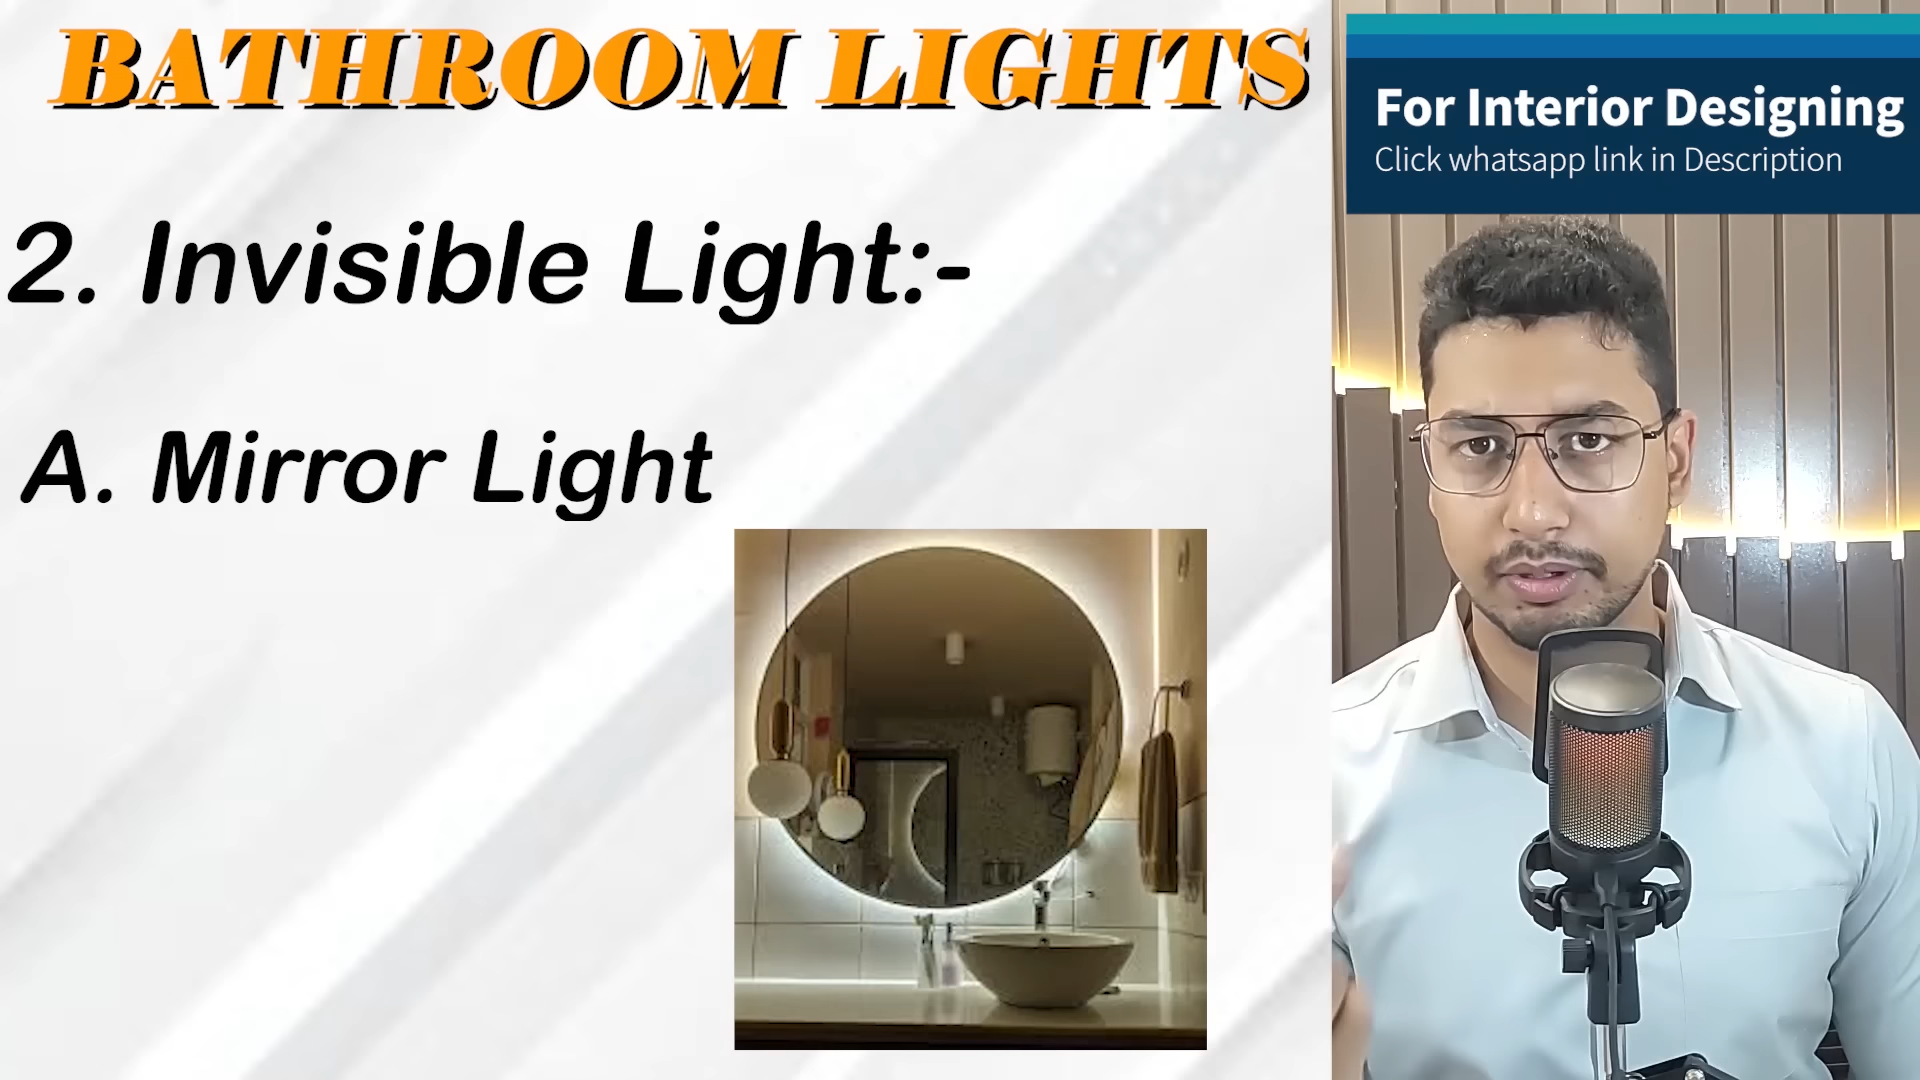 BATHROOM LIGHTS
For Interior Designing
Click whatsapp link in Description
2. Invisible Light:-
A. Mirror Light